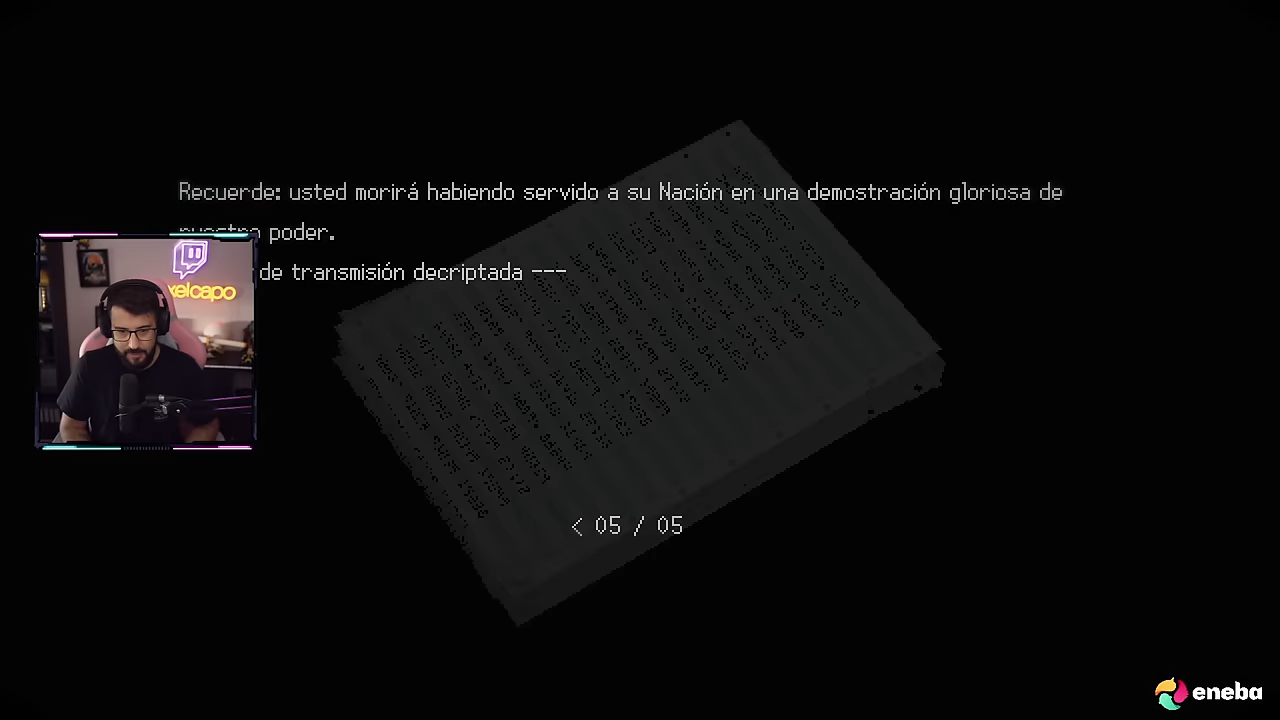 Recuerde: usted morirá habiendo servido a su Nación en una demostración gloriosa de
nuestro poder.
de transmisión decriptada ---
xelcapo
< 05 / 05
eneba